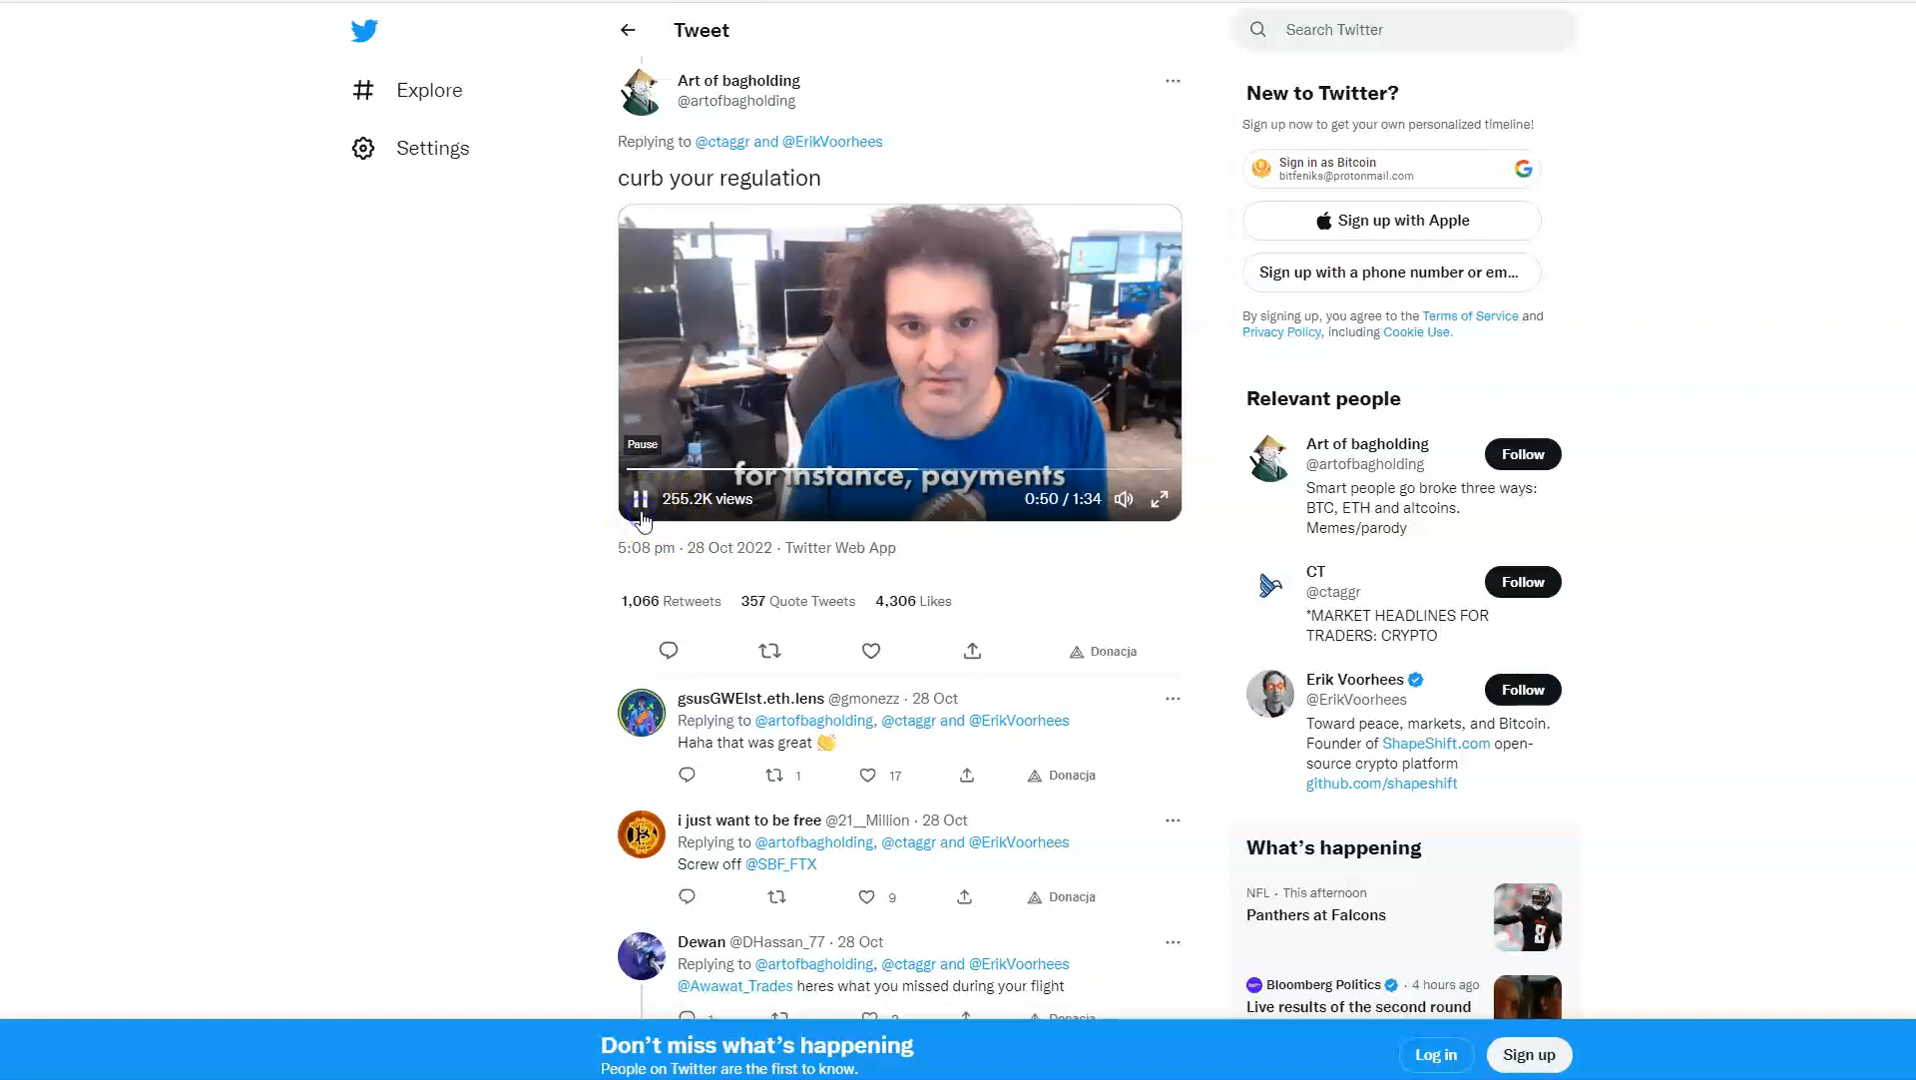 Tweet
Search Twitter
Explore
Settings
Art of bagholding
@artofbagholding
Replying to @ctaggr and @ErikVoorhees
curb your regulation
Pause
for instance, payments
255.2K views
0:50 / 1:34
5:08 pm · 28 Oct 2022 · Twitter Web App
1,066 Retweets 357 Quote Tweets 4,306 Likes
Donacja
gsusGWEIst.eth.lens @gmonezz · 28 Oct
Replying to @artofbagholding, @ctaggr and @ErikVoorhees
Haha that was great 👏
1 17 Donacja
i just want to be free @21__Million · 28 Oct
Replying to @artofbagholding, @ctaggr and @ErikVoorhees
Screw off @SBF_FTX
9 Donacja
Dewan @DHassan_77 · 28 Oct
Replying to @artofbagholding, @ctaggr and @ErikVoorhees
@Awawat_Trades heres what you missed during your flight
New to Twitter?
Sign up now to get your own personalized timeline!
Sign in as Bitcoin
bitfeniks@protonmail.com
Sign up with Apple
Sign up with a phone number or em...
By signing up, you agree to the Terms of Service and
Privacy Policy, including Cookie Use.
Relevant people
Art of bagholding
@artofbagholding
Follow
Smart people go broke three ways:
BTC, ETH and altcoins.
Memes/parody
CT
@ctaggr
Follow
*MARKET HEADLINES FOR
TRADERS: CRYPTO
Erik Voorhees
@ErikVoorhees
Follow
Toward peace, markets, and Bitcoin.
Founder of ShapeShift.com open-
source crypto platform
github.com/shapeshift
What's happening
NFL · This afternoon
Panthers at Falcons
Bloomberg Politics · 4 hours ago
Live results of the second round
Don't miss what's happening
People on Twitter are the first to know.
Log in
Sign up